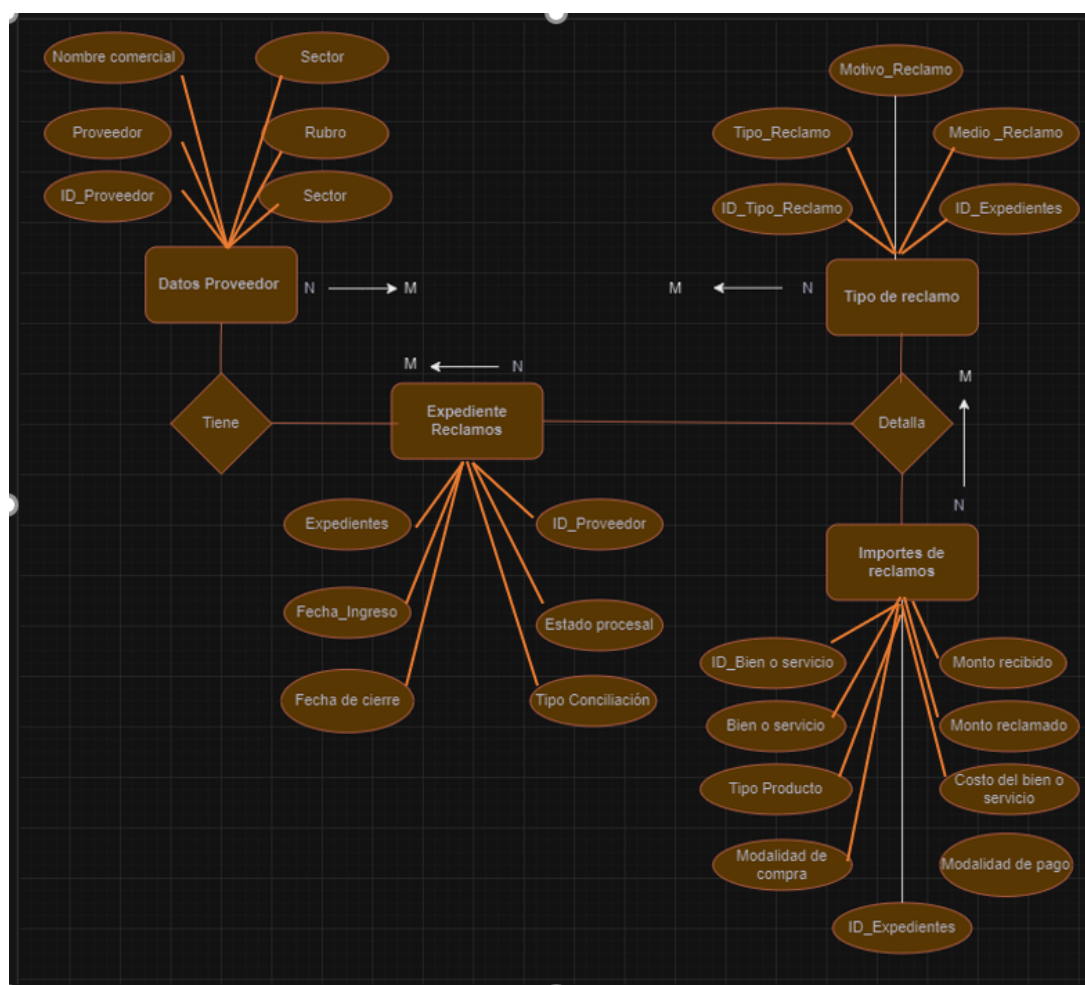 Nombre comercial
Sector
Proveedor
Rubro
ID_Proveedor
Sector
Datos Proveedor
N
M
Motivo_Reclamo
Tipo_Reclamo
Medio _Reclamo
ID_Tipo_Reclamo
ID_Expedientes
M
N
Tipo de reclamo
M
N
Tiene
Expediente
Reclamos
Detalla
M
N
Expedientes
ID_Proveedor
Fecha_Ingreso
Estado procesal
Fecha de cierre
Tipo Conciliación
Importes de
reclamos
ID_Bien o servicio
Monto recibido
Bien o servicio
Monto reclamado
Tipo Producto
Costo del bien o
servicio
Modalidad de
compra
Modalidad de pago
ID_Expedientes